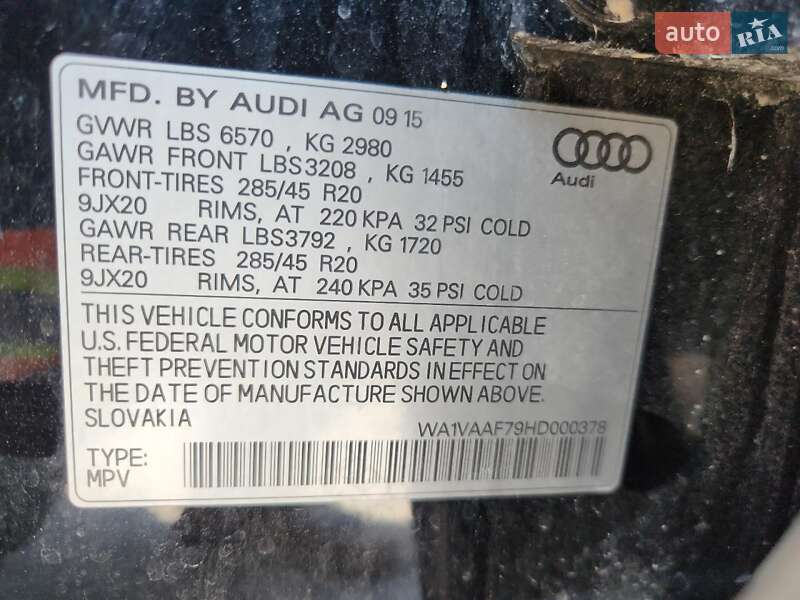 auto RIA
.com
MFD. BY AUDI AG 09 15
GVWR LBS 6570 , KG 2980
GAWR FRONT LBS3208 , KG 1455
FRONT-TIRES 285/45 R20
9JX20 RIMS, AT 220 KPA 32 PSI COLD
GAWR REAR LBS3792 , KG 1720
REAR-TIRES 285/45 R20
9JX20 RIMS, AT 240 KPA 35 PSI COLD
Audi
THIS VEHICLE CONFORMS TO ALL APPLICABLE
U.S. FEDERAL MOTOR VEHICLE SAFETY AND
THEFT PREVENTION STANDARDS IN EFFECT ON
THE DATE OF MANUFACTURE SHOWN ABOVE.
SLOVAKIA WA1VAAF79HD000378
TYPE:
MPV